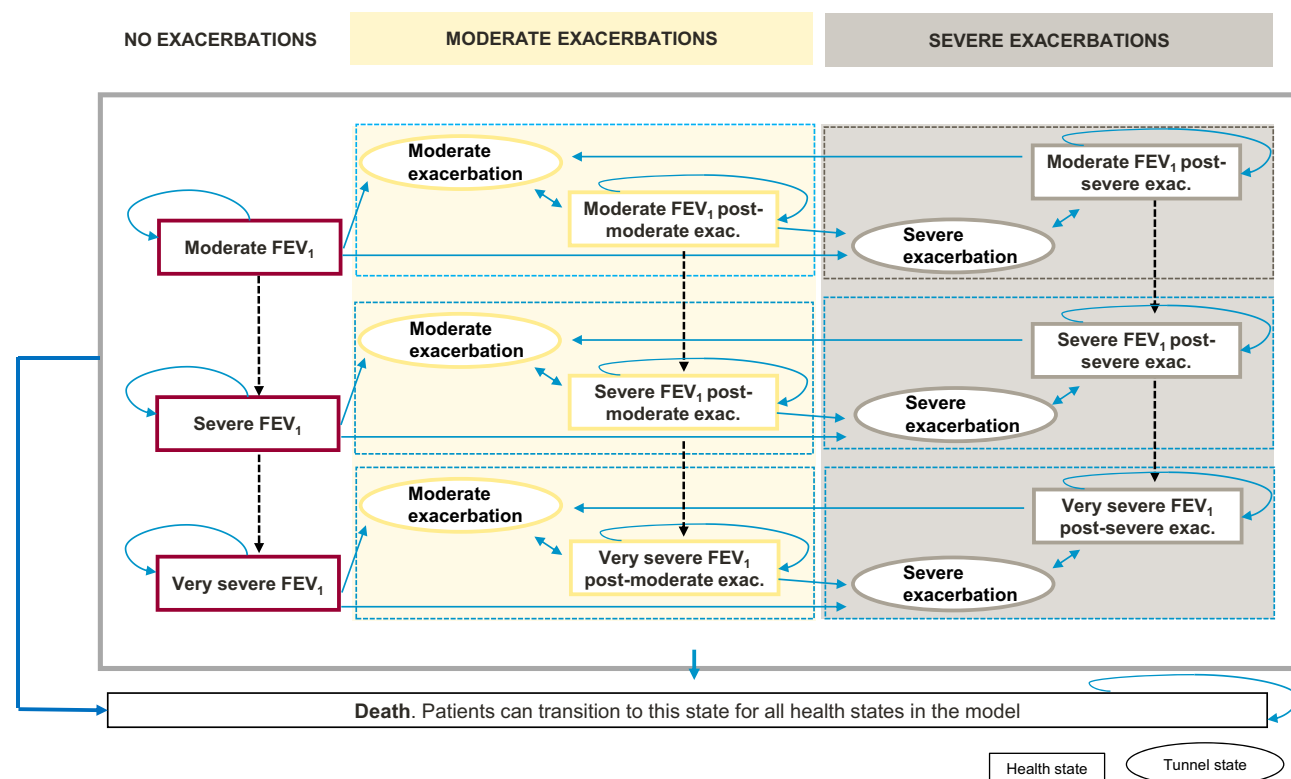 NO EXACERBATIONS
MODERATE EXACERBATIONS
SEVERE EXACERBATIONS
Moderate
exacerbation
Moderate FEV₁ post-
severe exac.
Moderate FEV₁ post-
moderate exac.
Moderate FEV₁
Severe
exacerbation
Moderate
exacerbation
Severe FEV₁ post-
severe exac.
Severe FEV₁ post-
moderate exac.
Severe FEV₁
Severe
exacerbation
Moderate
exacerbation
Very severe FEV₁
post-severe exac.
Very severe FEV₁
post-moderate exac.
Very severe FEV₁
Severe
exacerbation
Death. Patients can transition to this state for all health states in the model
Health state
Tunnel state